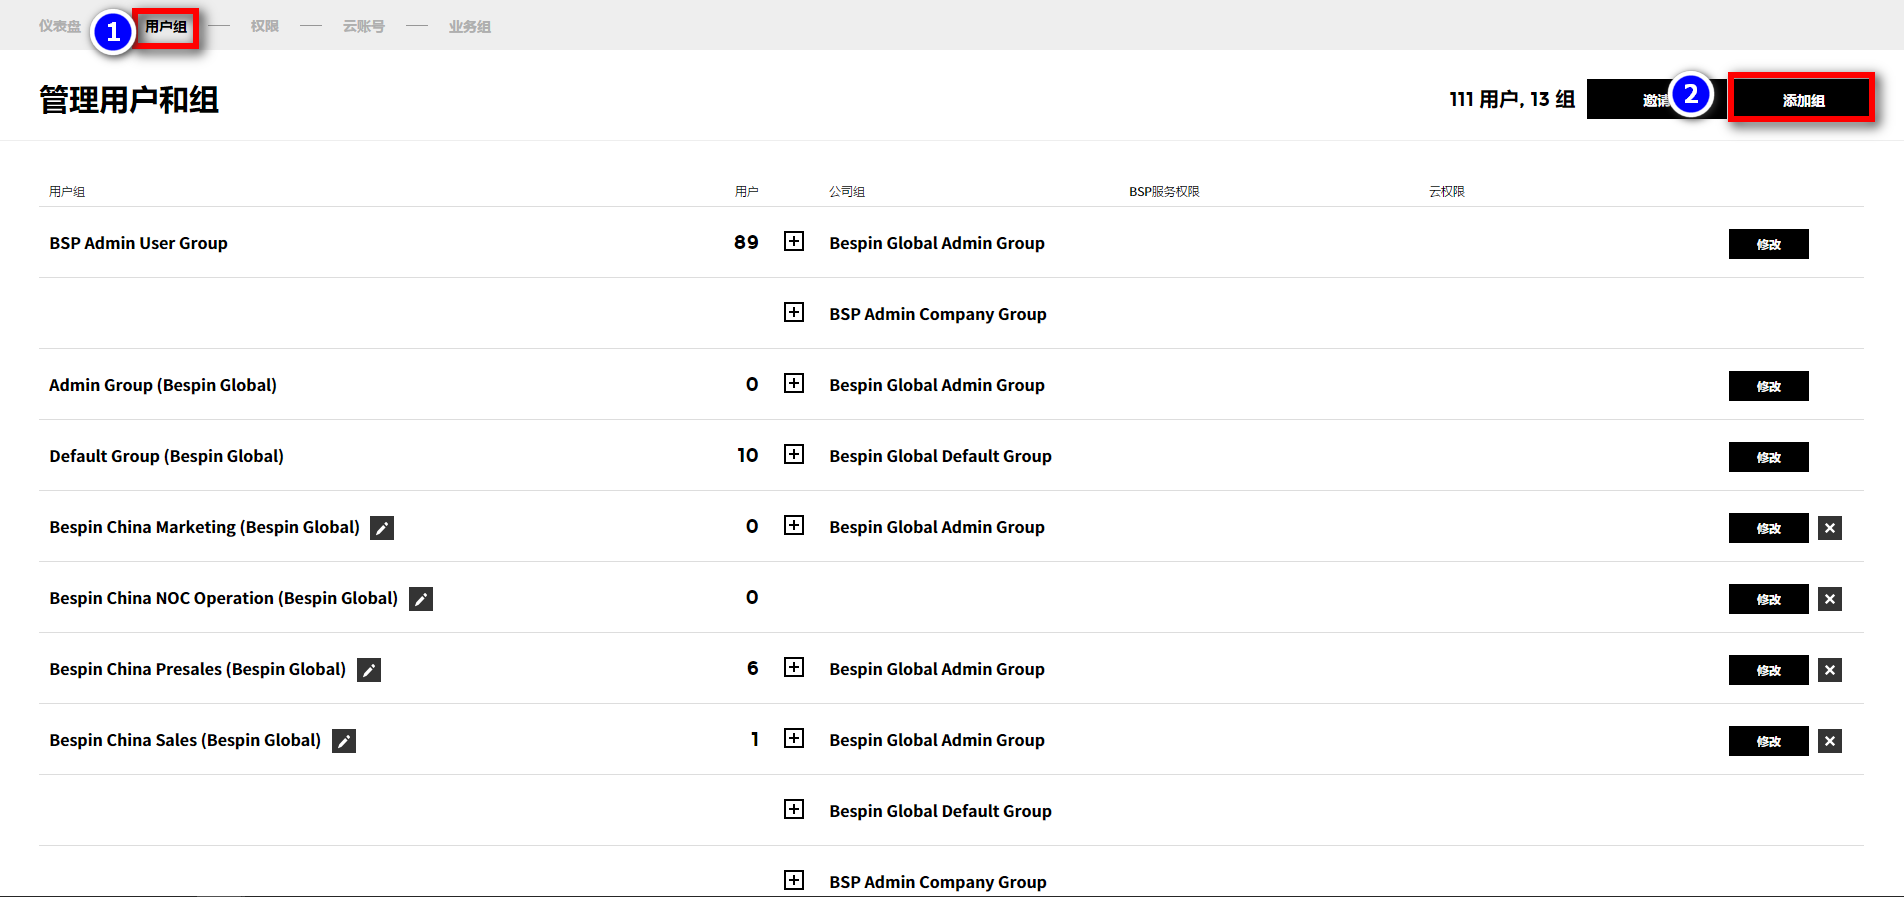 仪表盘 1 用户组 权限 云账号 业务组
管理用户和组
111 用户, 13 组 邀请 2 添加组
用户组 用户 公司组 BSP服务权限 云权限
BSP Admin User Group 89 Bespin Global Admin Group 修改
BSP Admin Company Group
Admin Group (Bespin Global) 0 Bespin Global Admin Group 修改
Default Group (Bespin Global) 10 Bespin Global Default Group 修改
Bespin China Marketing (Bespin Global) 0 Bespin Global Admin Group 修改
Bespin China NOC Operation (Bespin Global) 0 修改
Bespin China Presales (Bespin Global) 6 Bespin Global Admin Group 修改
Bespin China Sales (Bespin Global) 1 Bespin Global Admin Group 修改
Bespin Global Default Group
BSP Admin Company Group